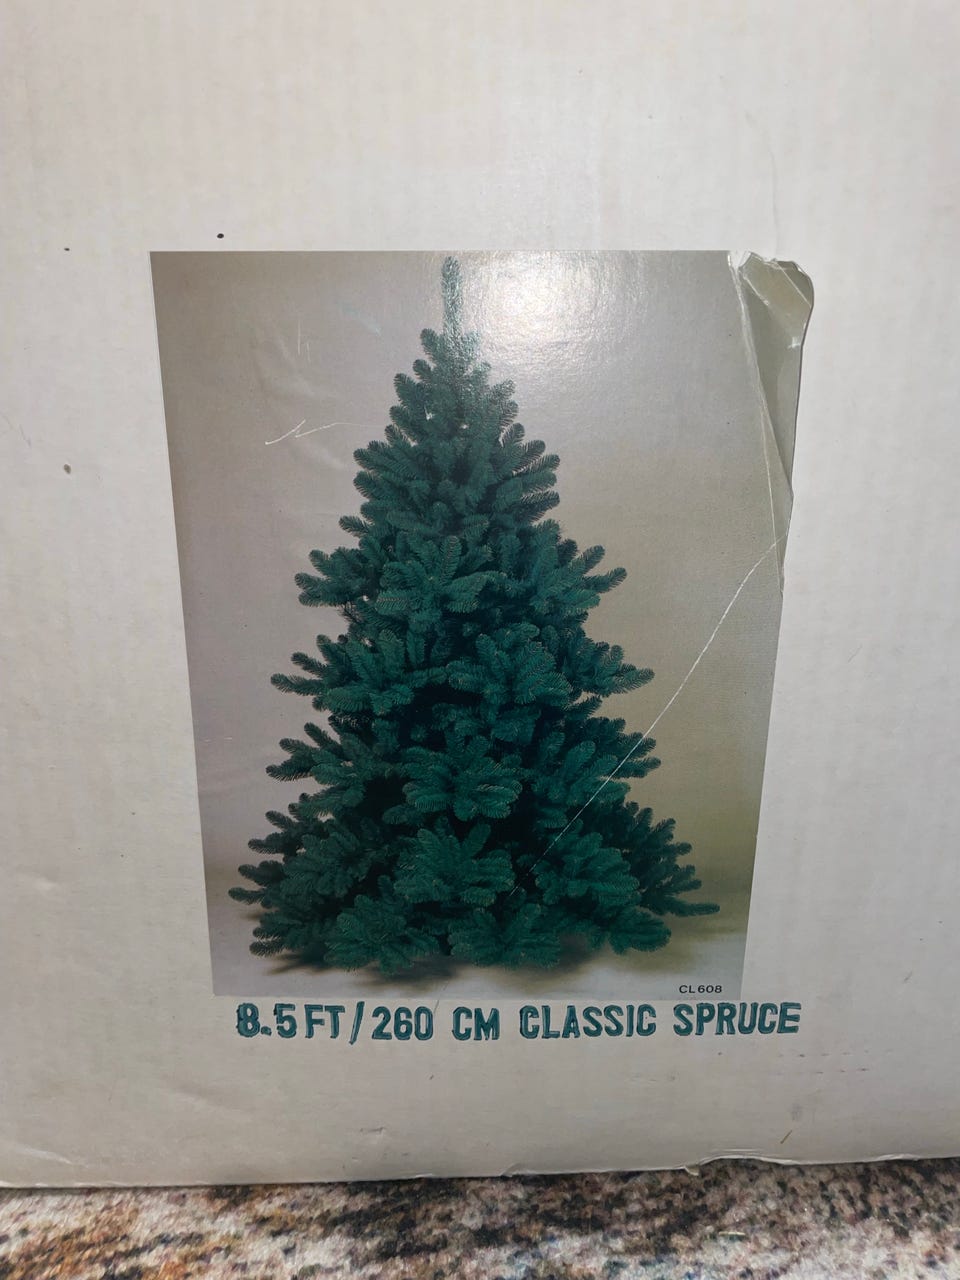 CL608
8.5 FT/260 CM CLASSIC SPRUCE